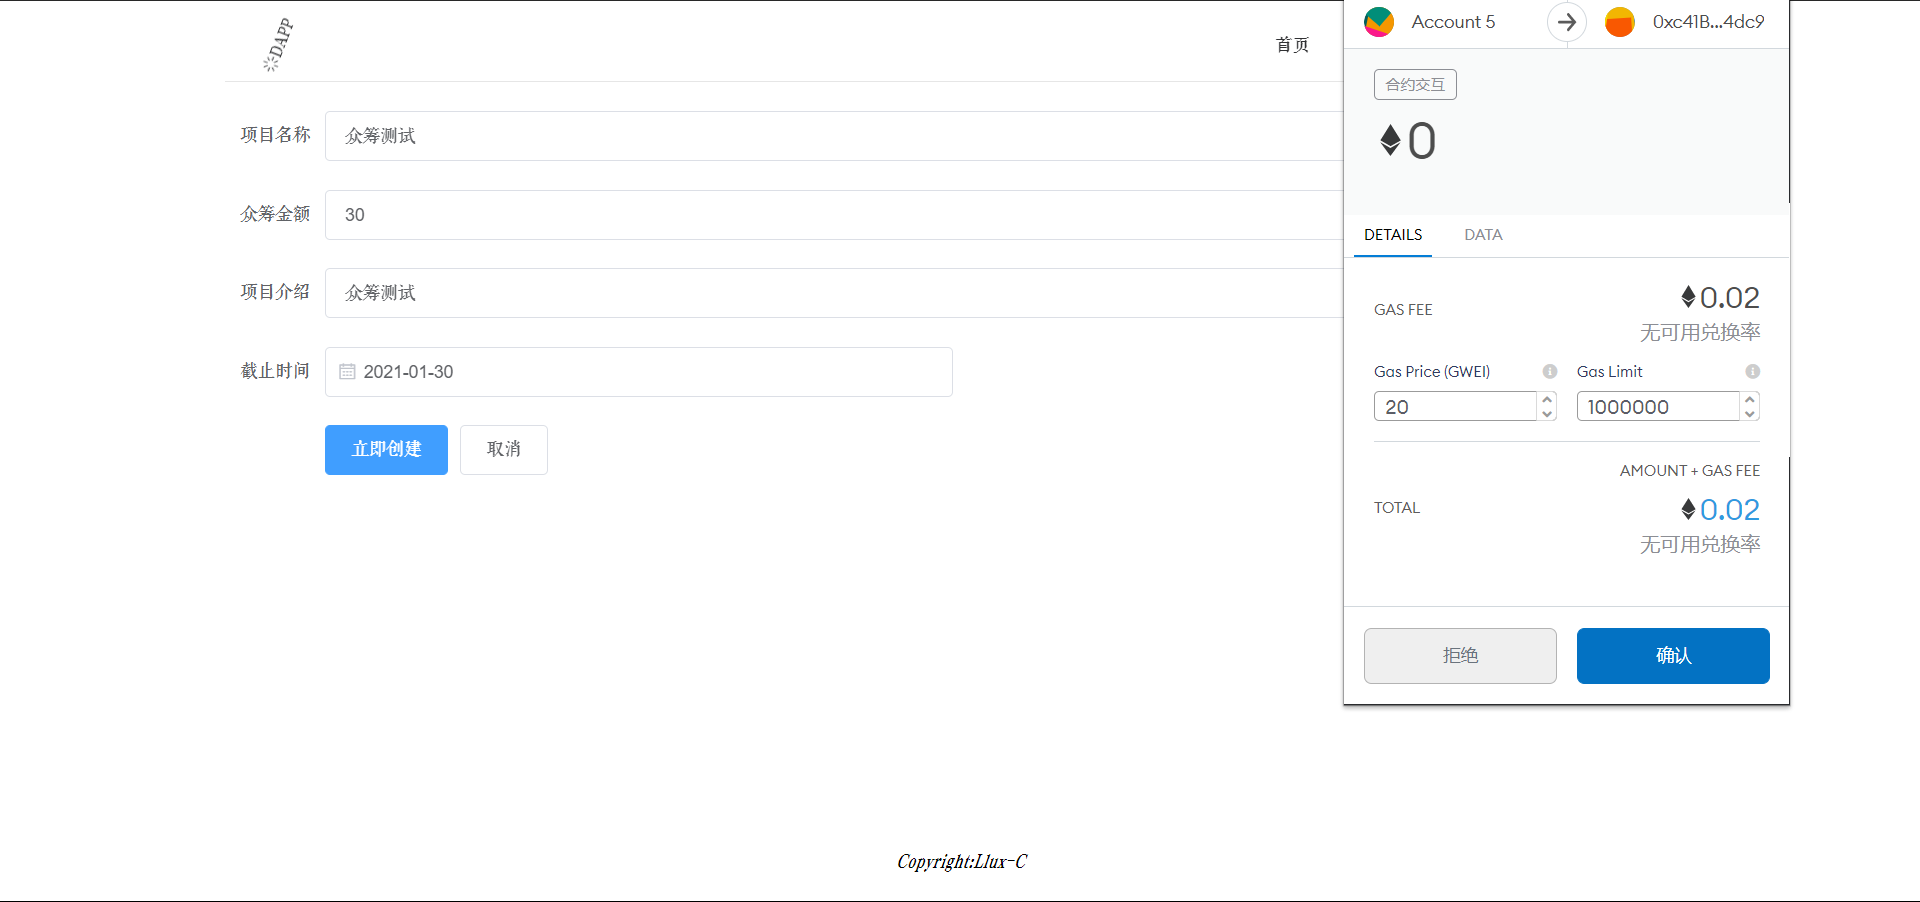 DAPP
首页
项目名称
众筹测试
众筹金额
30
项目介绍
众筹测试
截止时间
2021-01-30
立即创建
取消
Copyright:Llux-C
Account 5
0xc41B...4dc9
合约交互
0
DETAILS
DATA
GAS FEE
0.02
无可用兑换率
Gas Price (GWEI)
Gas Limit
20
1000000
AMOUNT + GAS FEE
TOTAL
0.02
无可用兑换率
拒绝
确认